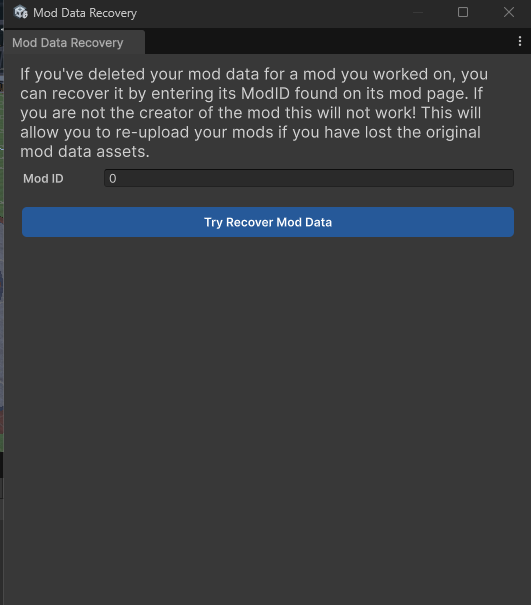 Mod Data Recovery
Mod Data Recovery
If you've deleted your mod data for a mod you worked on, you
can recover it by entering its ModID found on its mod page. If
you are not the creator of the mod this will not work! This will
allow you to re-upload your mods if you have lost the original
mod data assets.
Mod ID 0
Try Recover Mod Data